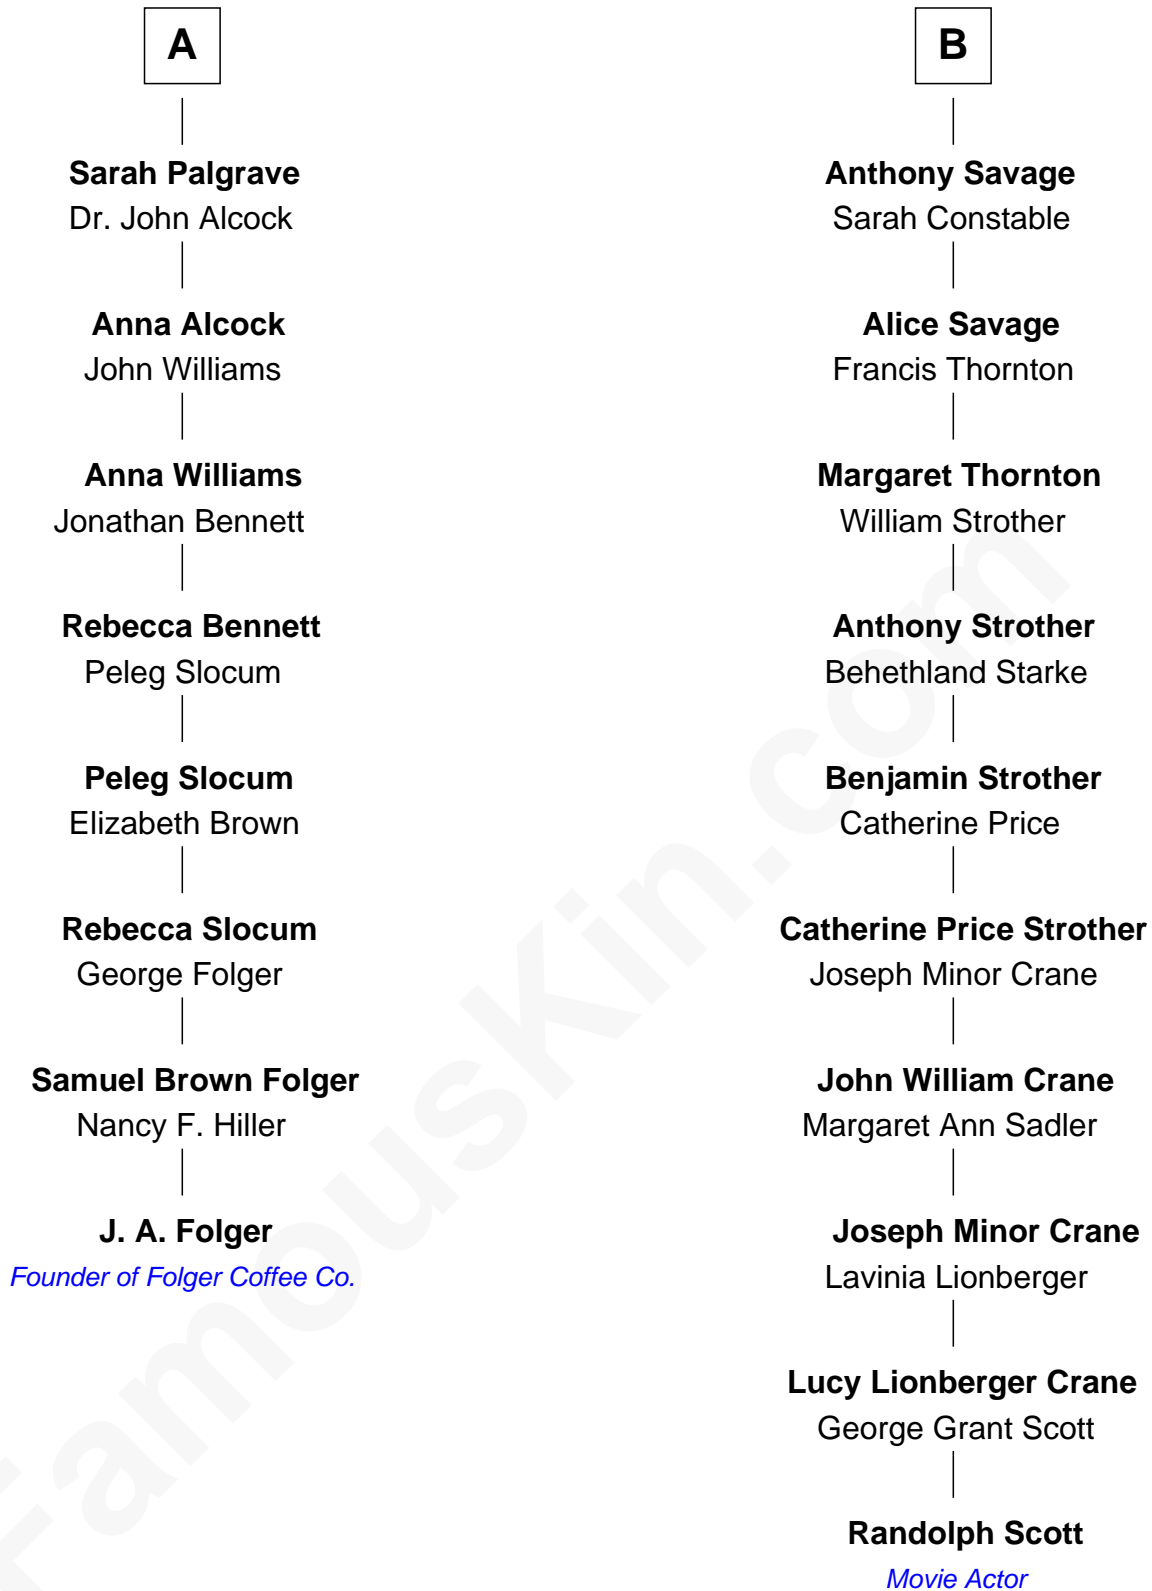 A
Sarah Palgrave
Dr. John Alcock
Anna Alcock
John Williams
Anna Williams
Jonathan Bennett
Rebecca Bennett
Peleg Slocum
Peleg Slocum
Elizabeth Brown
Rebecca Slocum
George Folger
Samuel Brown Folger
Nancy F. Hiller
J. A. Folger
Founder of Folger Coffee Co.
B
Anthony Savage
Sarah Constable
Alice Savage
Francis Thornton
Margaret Thornton
William Strother
Anthony Strother
Behethland Starke
Benjamin Strother
Catherine Price
Catherine Price Strother
Joseph Minor Crane
John William Crane
Margaret Ann Sadler
Joseph Minor Crane
Lavinia Lionberger
Lucy Lionberger Crane
George Grant Scott
Randolph Scott
Movie Actor
FamousKin.com